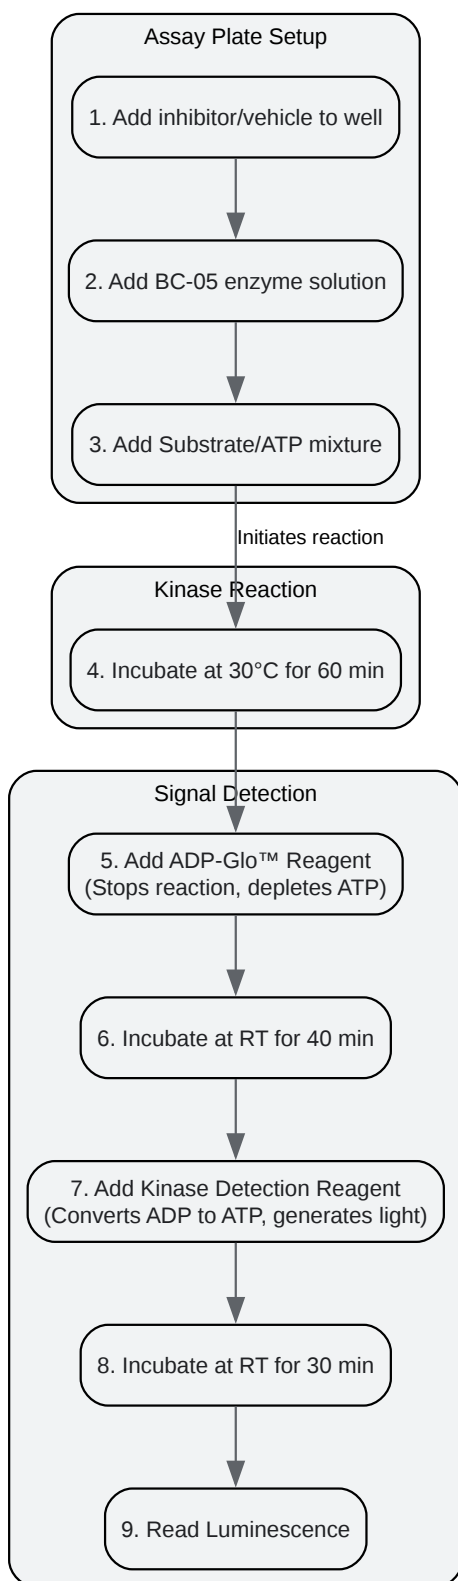 Assay Plate Setup
1. Add inhibitor/vehicle to well
2. Add BC-05 enzyme solution
3. Add Substrate/ATP mixture
Initiates reaction
Kinase Reaction
4. Incubate at 30°C for 60 min
Signal Detection
5. Add ADP-Glo™ Reagent
(Stops reaction, depletes ATP)
6. Incubate at RT for 40 min
7. Add Kinase Detection Reagent
(Converts ADP to ATP, generates light)
8. Incubate at RT for 30 min
9. Read Luminescence